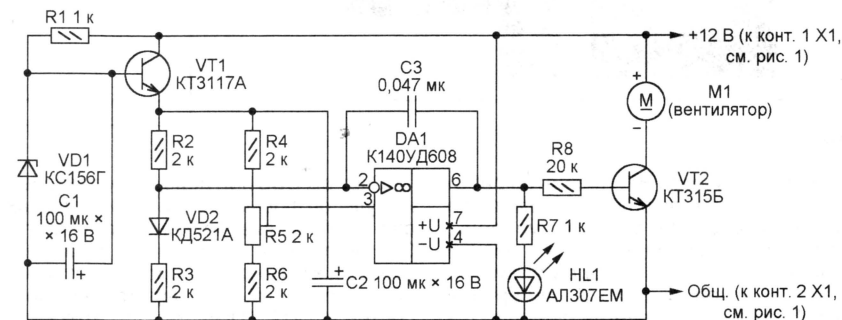 R1 1 к
VT1
КТ3117А
С3
0,047 мк
+12 В (к конт. 1 X1,
см. рис. 1)
+
M
М1
(вентилятор)
−
R2
2 к
R4
2 к
DA1
К140УД608
R8
20 к
VT2
КТ315Б
VD1
КС156Г
C1
100 мк ×
× 16 В
+
VD2
КД521А
R5 2 к
2
3
▷∞
6
+U
7
−U
4
R7 1 к
R3
2 к
R6
2 к
+
C2 100 мк × 16 В
HL1
АЛ307ЕМ
Общ. (к конт. 2 X1,
см. рис. 1)